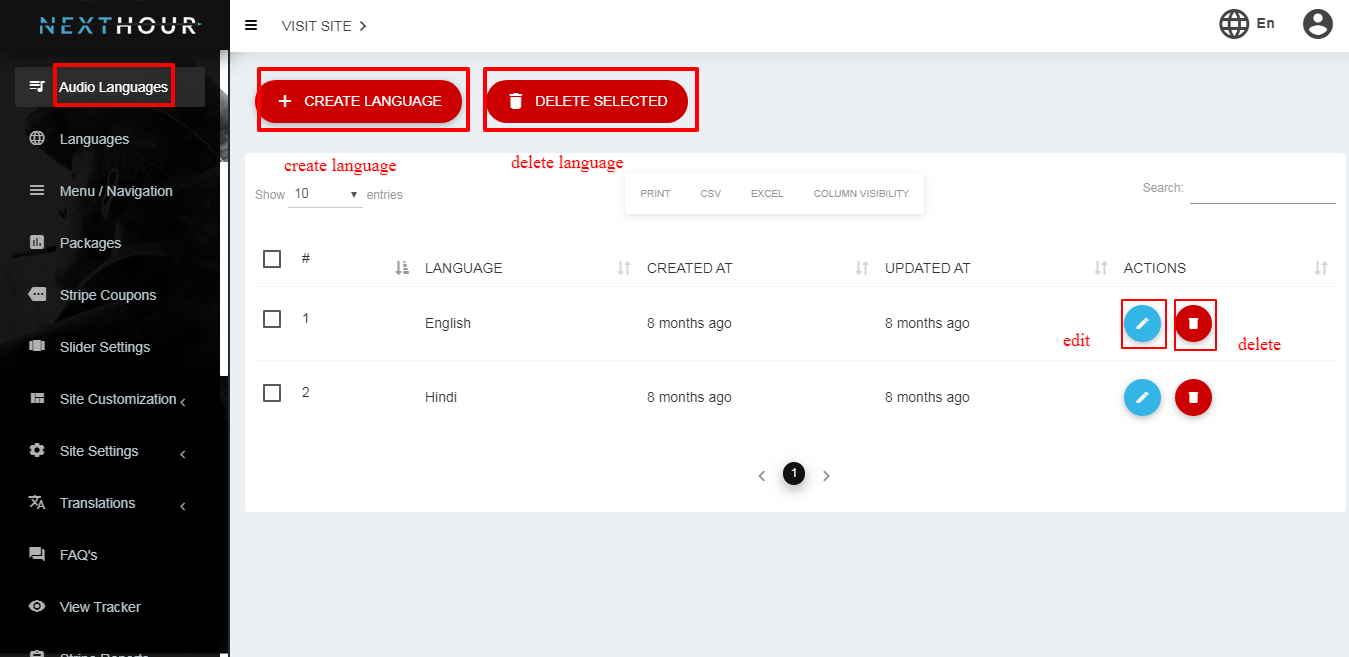 NEXTHOUR
VISIT SITE
En
Audio Languages
Languages
Menu / Navigation
Packages
Stripe Coupons
Slider Settings
Site Customization
Site Settings
Translations
FAQ's
View Tracker
Stripe Reports
CREATE LANGUAGE
DELETE SELECTED
create language
delete language
Show 10 entries
PRINT CSV EXCEL COLUMN VISIBILITY
Search:
# LANGUAGE CREATED AT UPDATED AT ACTIONS
1 English 8 months ago 8 months ago
edit
delete
2 Hindi 8 months ago 8 months ago
1